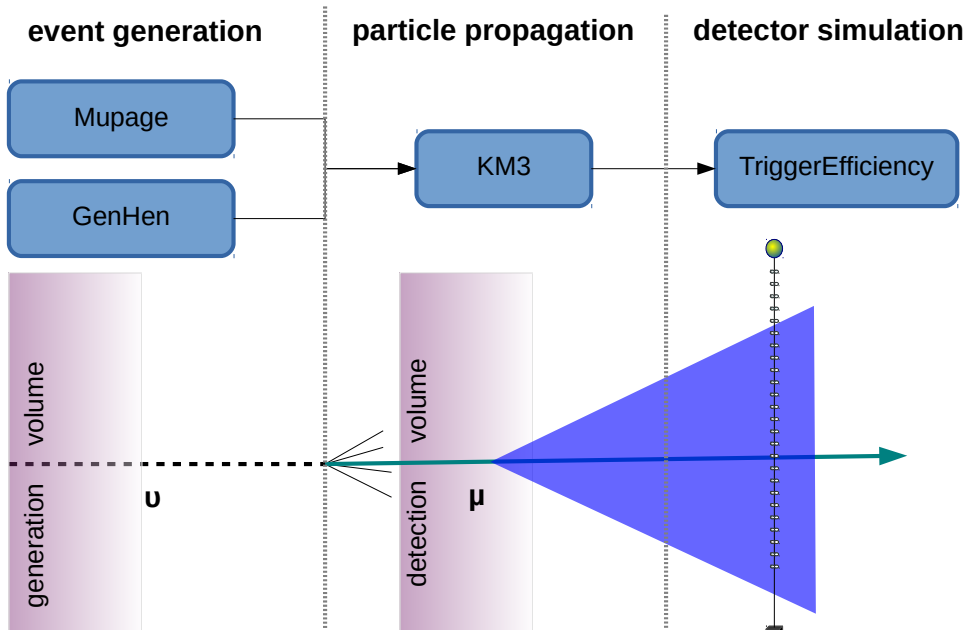 event generation
particle propagation
detector simulation
Mupage
GenHen
KM3
TriggerEfficiency
generation volume
detection volume
υ
μ